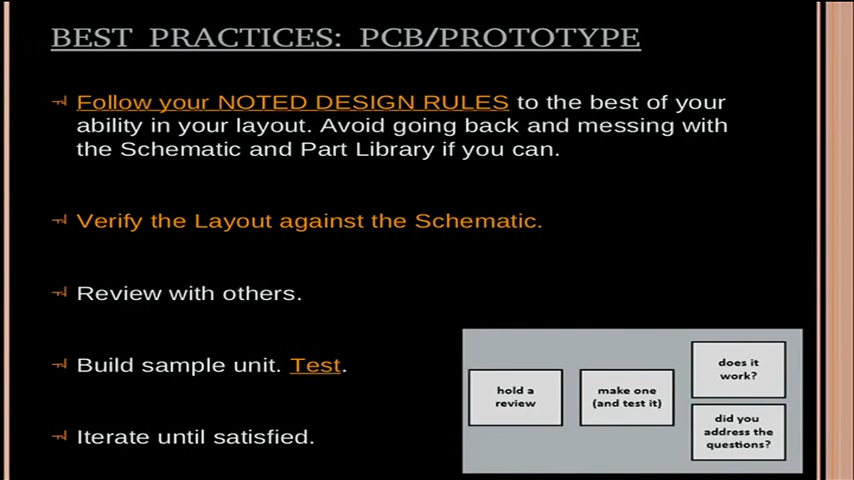 BEST PRACTICES: PCB/PROTOTYPE
Follow your NOTED DESIGN RULES to the best of your
ability in your layout. Avoid going back and messing with
the Schematic and Part Library if you can.
Verify the Layout against the Schematic.
Review with others.
Build sample unit. Test.
Iterate until satisfied.
hold a
review
make one
(and test it)
does it
work?
did you
address the
questions?